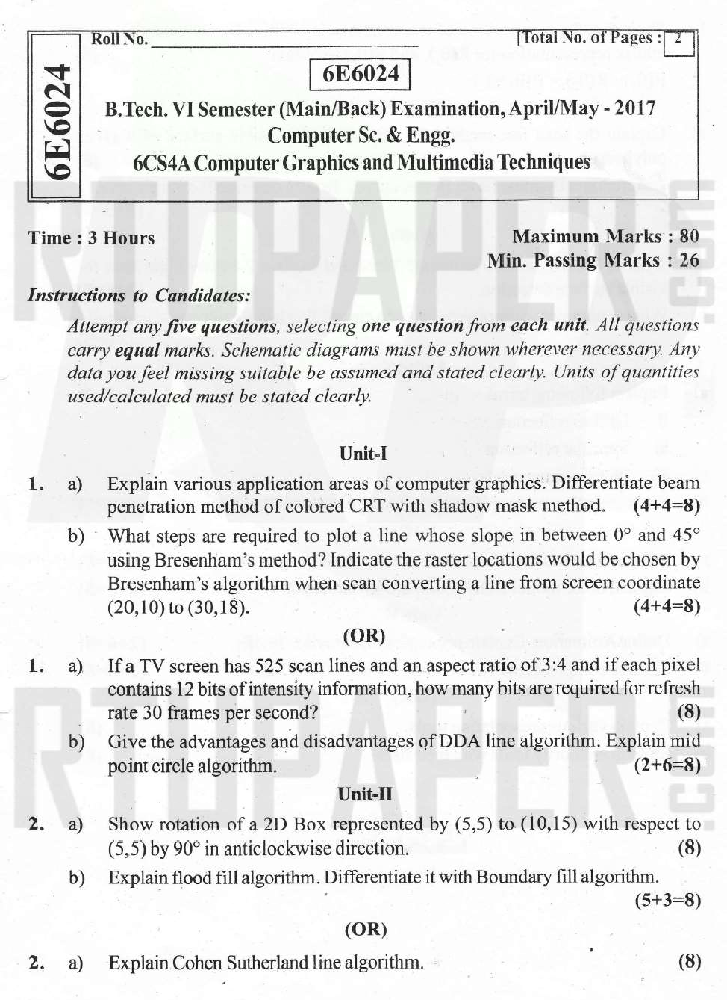 Roll No.
[Total No. of Pages : 2
6E6024
6E6024
B.Tech. VI Semester (Main/Back) Examination, April/May - 2017
Computer Sc. & Engg.
6CS4A Computer Graphics and Multimedia Techniques
Time : 3 Hours
Maximum Marks : 80
Min. Passing Marks : 26
Instructions to Candidates:
Attempt any five questions, selecting one question from each unit. All questions
carry equal marks. Schematic diagrams must be shown wherever necessary. Any
data you feel missing suitable be assumed and stated clearly. Units of quantities
used/calculated must be stated clearly.
Unit-I
1. a) Explain various application areas of computer graphics. Differentiate beam
penetration method of colored CRT with shadow mask method. (4+4=8)
b) What steps are required to plot a line whose slope in between 0° and 45°
using Bresenham's method? Indicate the raster locations would be chosen by
Bresenham's algorithm when scan converting a line from screen coordinate
(20,10) to (30,18). (4+4=8)
(OR)
1. a) If a TV screen has 525 scan lines and an aspect ratio of 3:4 and if each pixel
contains 12 bits of intensity information, how many bits are required for refresh
rate 30 frames per second? (8)
b) Give the advantages and disadvantages of DDA line algorithm. Explain mid
point circle algorithm. (2+6=8)
Unit-II
2. a) Show rotation of a 2D Box represented by (5,5) to (10,15) with respect to
(5,5) by 90° in anticlockwise direction. (8)
b) Explain flood fill algorithm. Differentiate it with Boundary fill algorithm.
(5+3=8)
(OR)
2. a) Explain Cohen Sutherland line algorithm. (8)
RTUPAPER.com
RTUPAPER.com